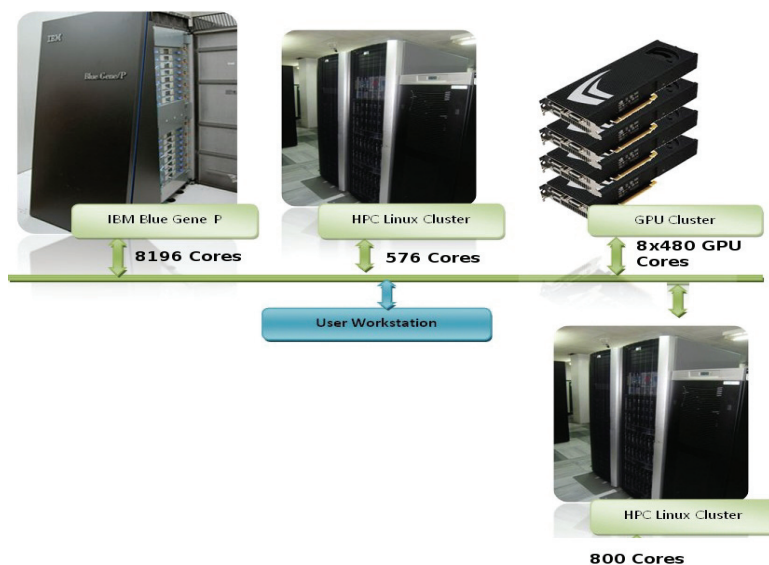 IBM
Blue Gene/P
IBM Blue Gene P
HPC Linux Cluster
GPU Cluster
8196 Cores
576 Cores
8x480 GPU
Cores
User Workstation
HPC Linux Cluster
800 Cores